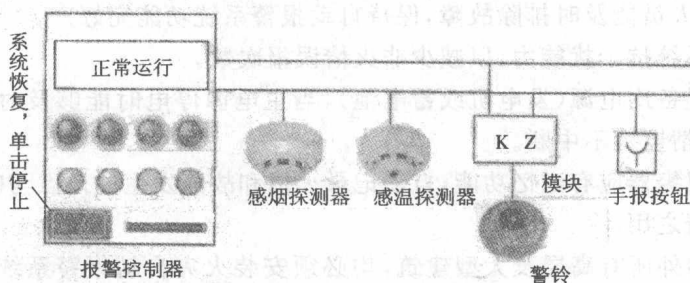 系统恢复，单击停止
正常运行
K Z
感烟探测器
感温探测器
模块
手报按钮
报警控制器
警铃